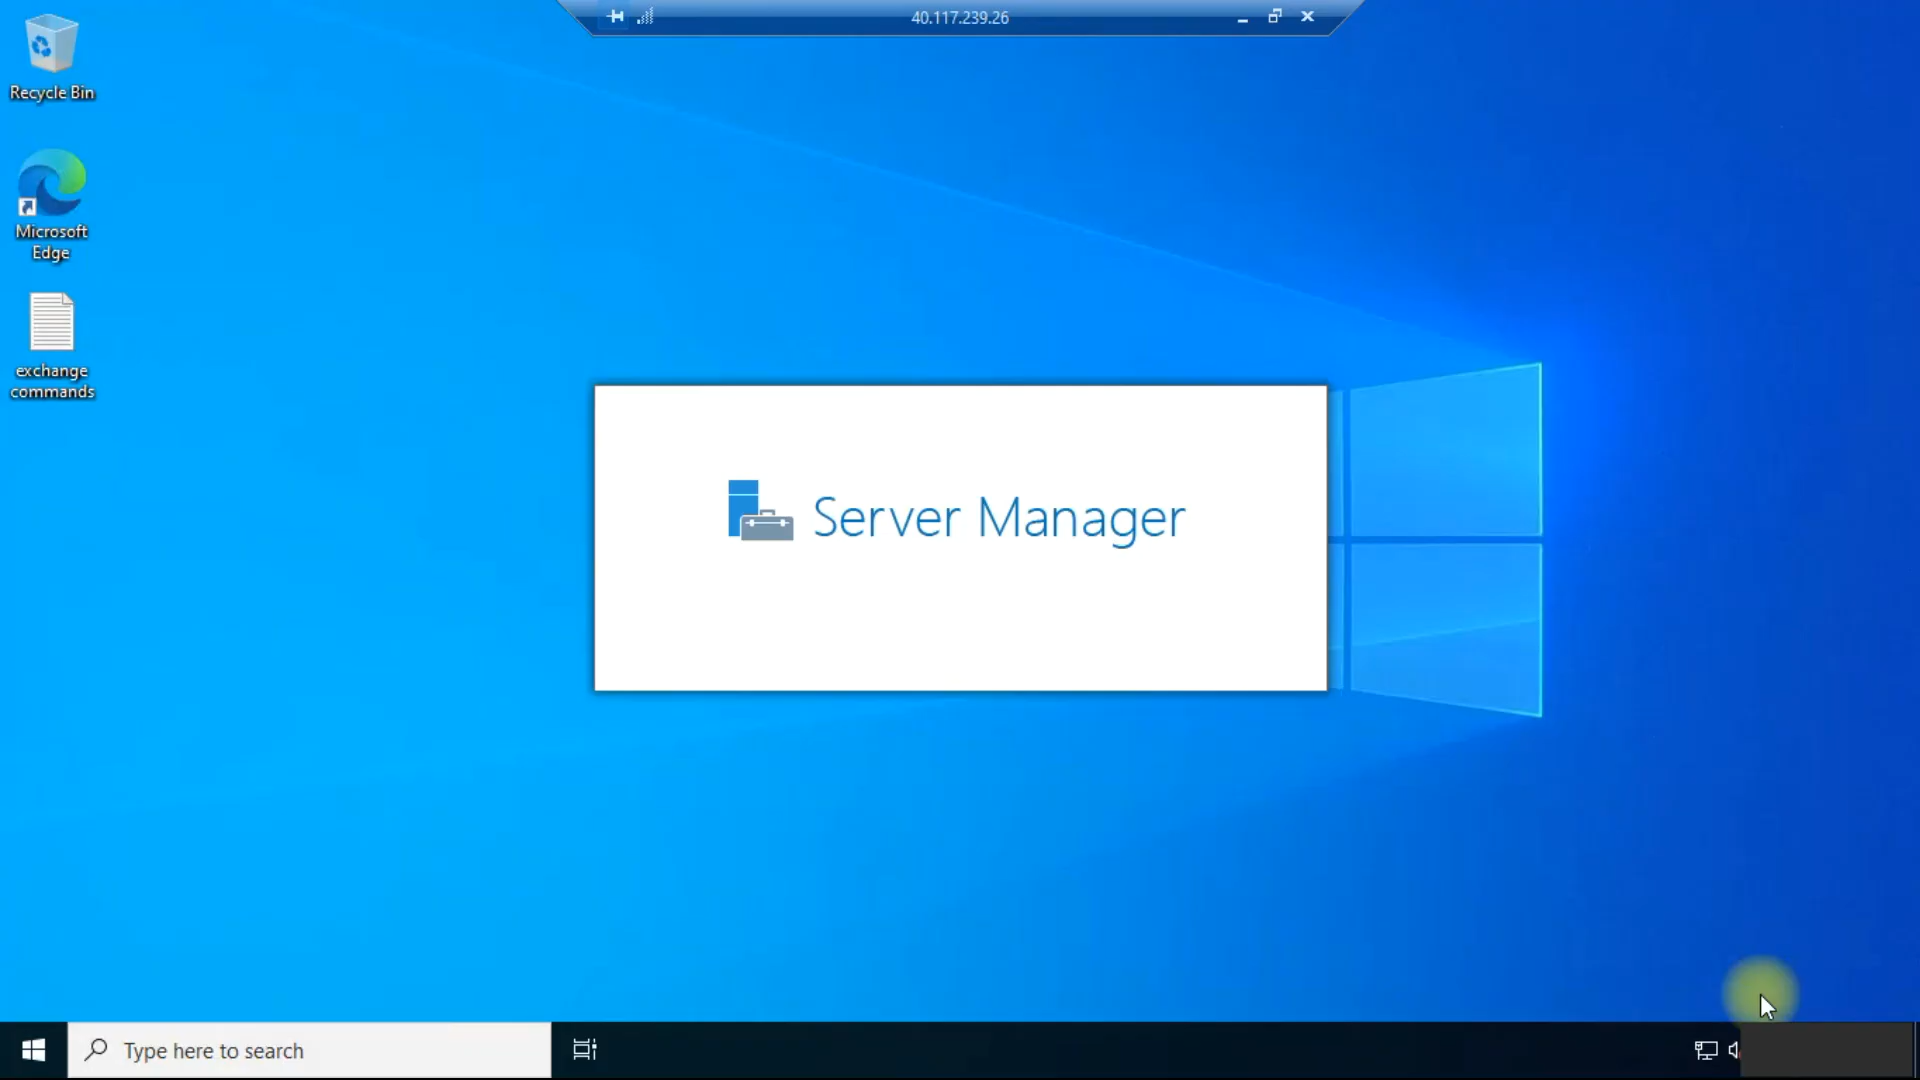 40.117.239.26
Recycle Bin
Microsoft
Edge
exchange
commands
Server Manager
Type here to search